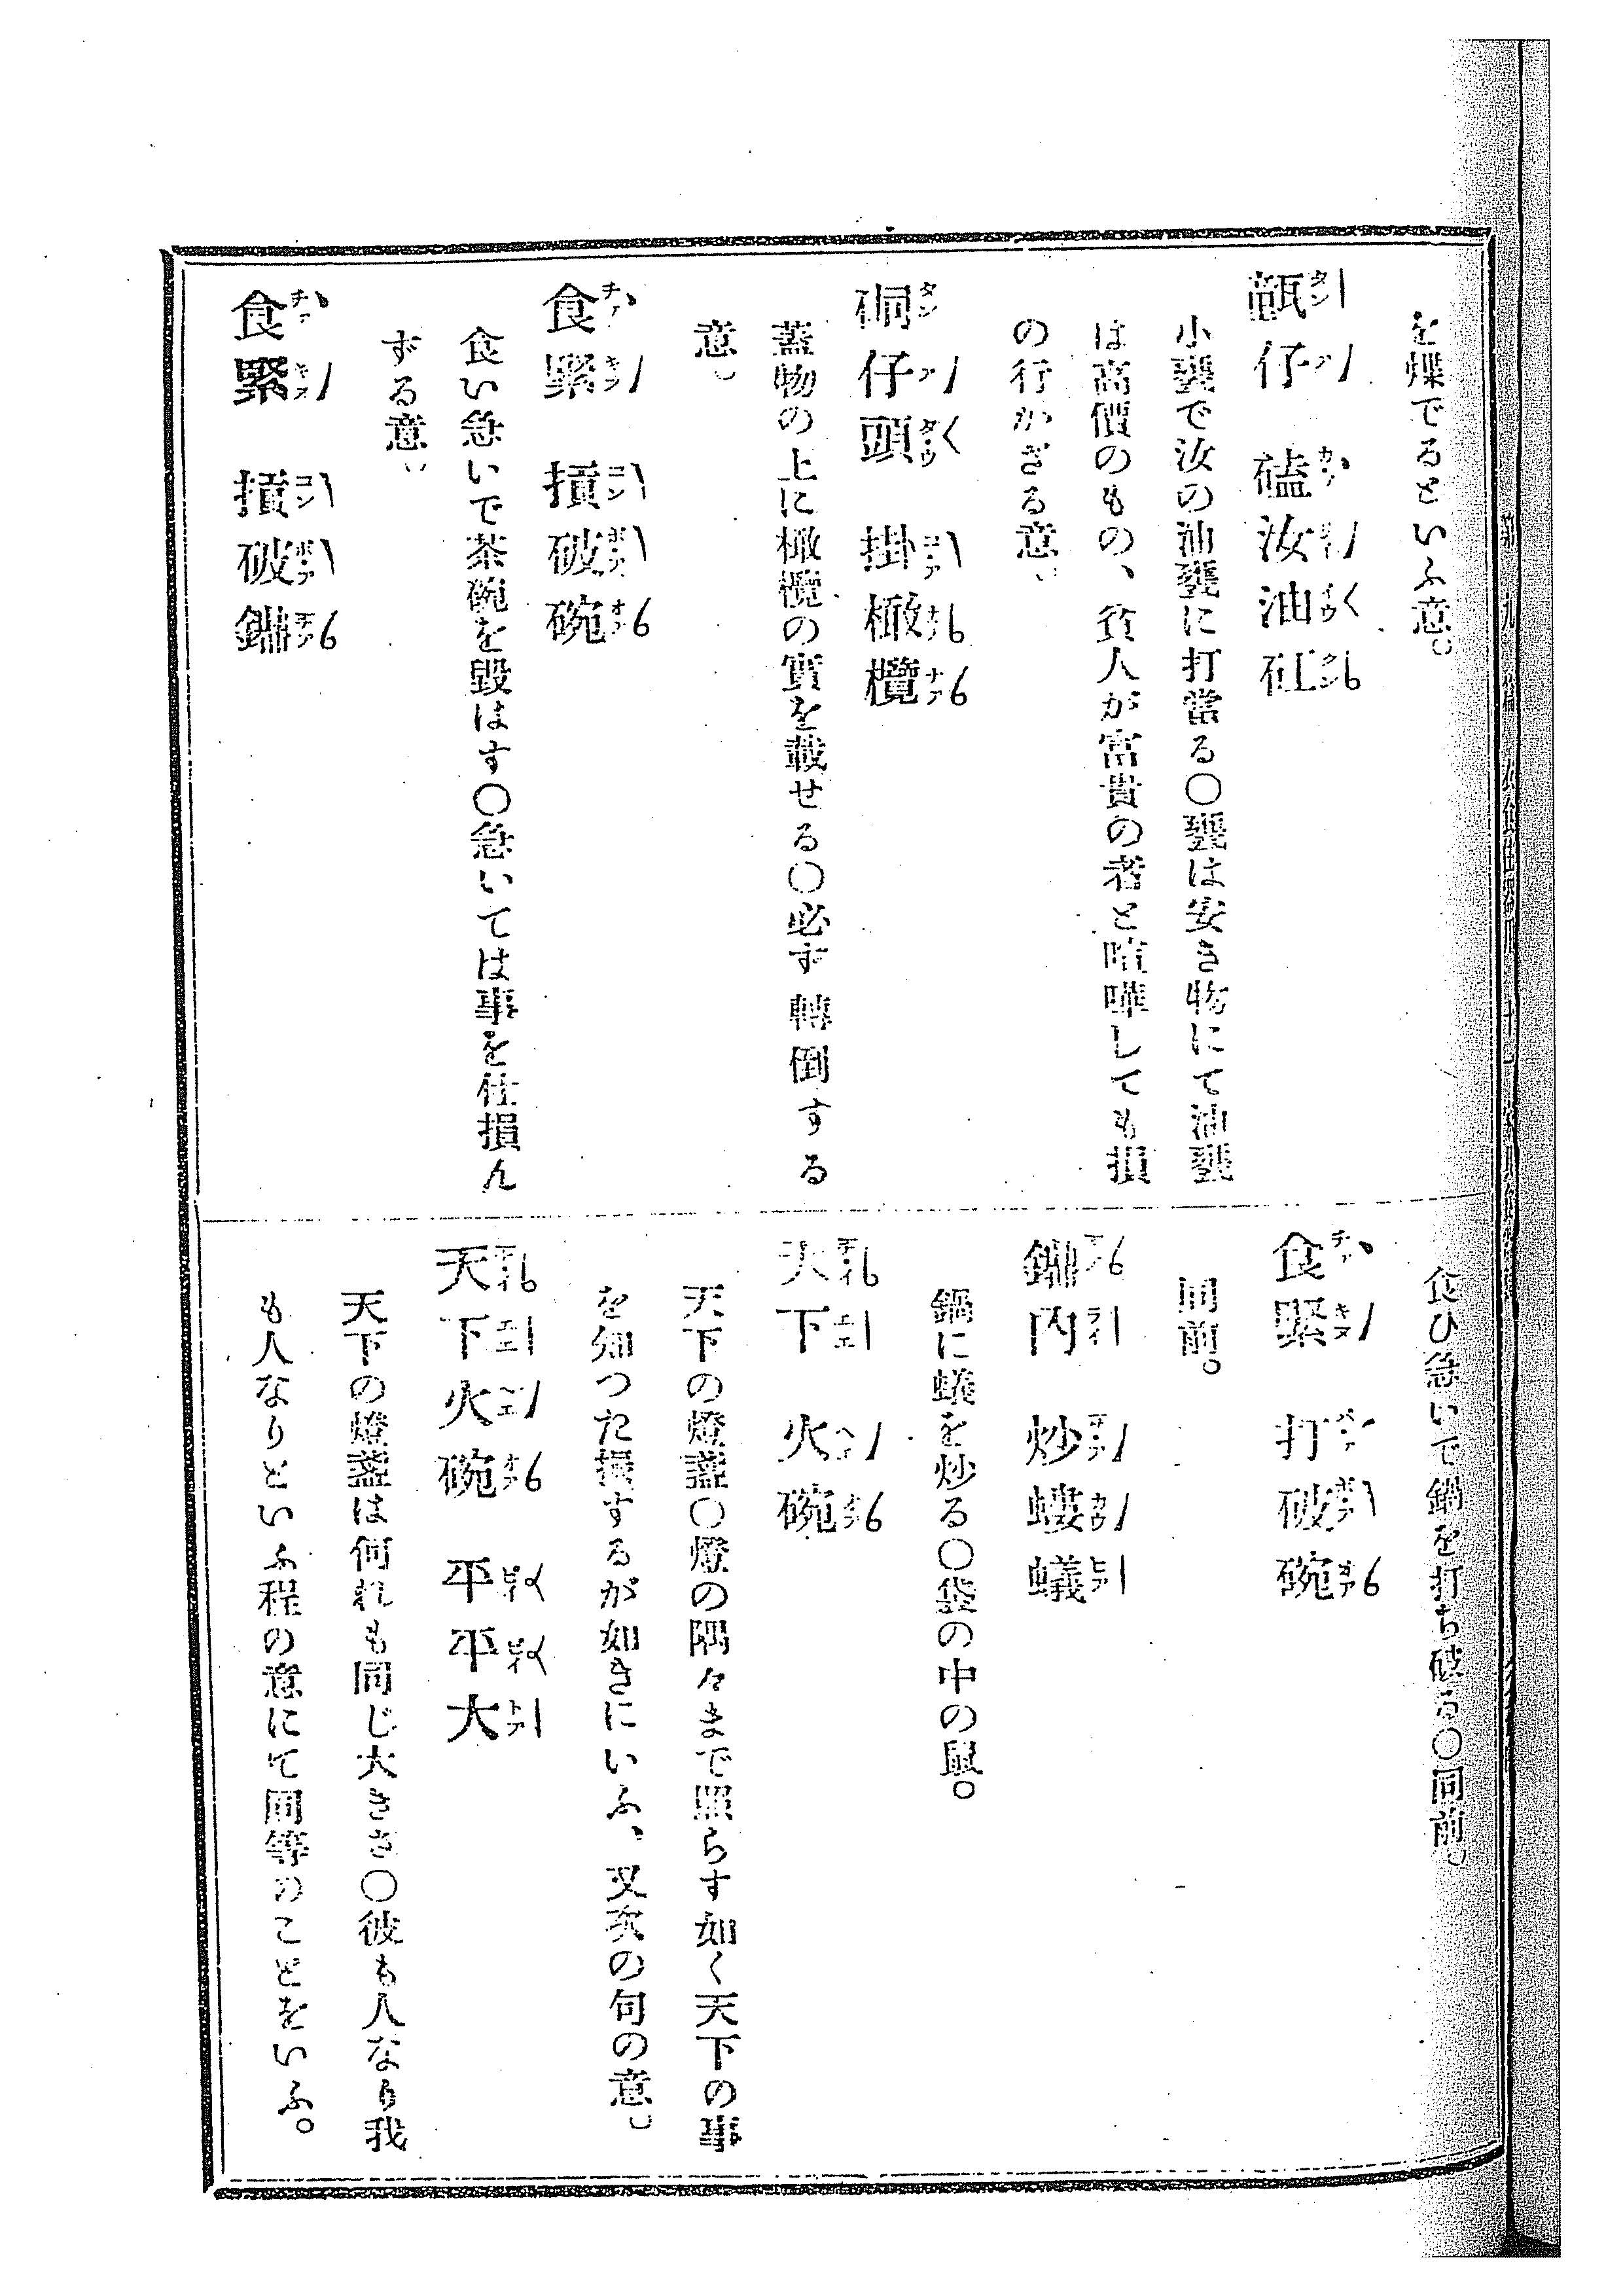 を煠でるといふ意。
甔仔 磕汝油矸
小甕で汝の油甕に打當る〇甕は安き物にて油甕
は高價のもの、貧人が富貴の者と喧嘩しても損
の行かざる意。
仔頭 掛橄欖
蓋物の上に橄欖の實を載せる〇必ず轉倒する
意。
食緊 摃破碗
食い急いで茶碗を毀はす〇急いては事を仕損ん
ずる意。
食緊 摃破鼎
食ひ急いで鍋を打ち破る〇同前。
食緊 打破碗
同前。
鼎內 炒螻蟻
鍋に蟻を炒る〇袋の中の鼠。
天下 火碗
天下の燈盞〇燈の隅々まで照らす如く天下の事
を知つた振するが如きにいふ、又次の句の意。
天下火碗 平平大
天下の燈盞は何れも同じ大きさ〇彼も人なり我
も人なりといふ程の意にて同等のことをいふ。